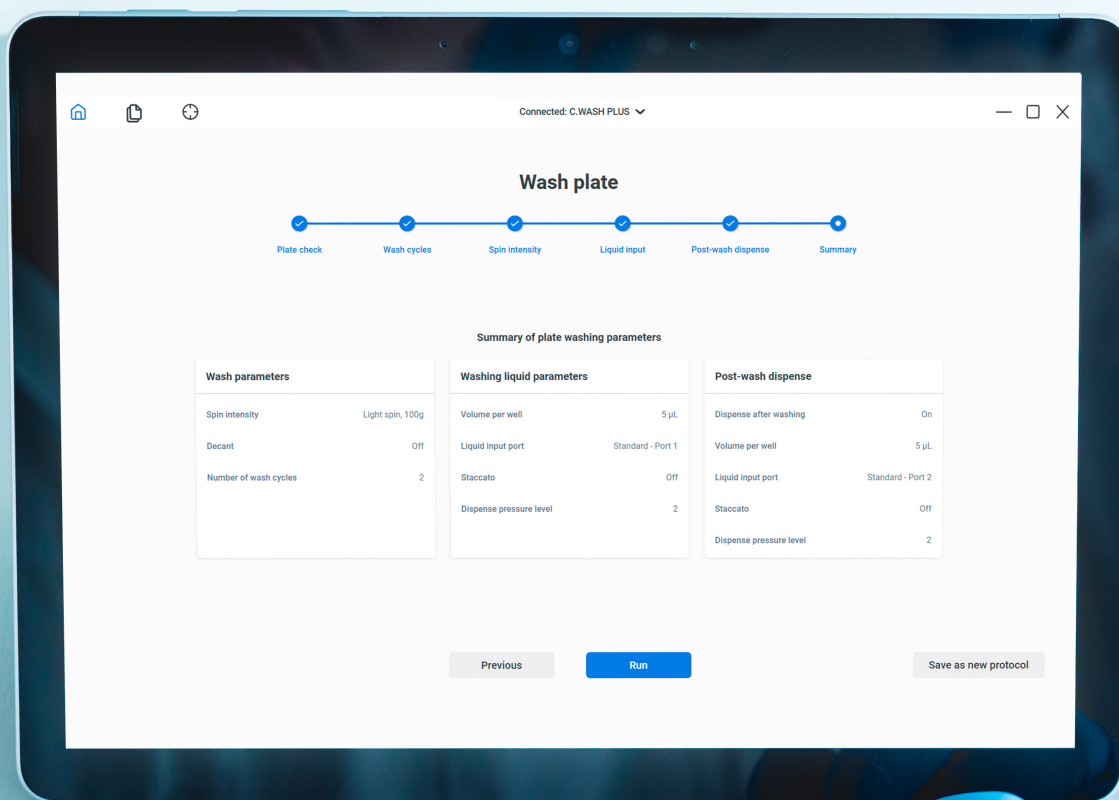 Connected: C.WASH PLUS
Wash plate
Plate check
Wash cycles
Spin intensity
Liquid input
Post-wash dispense
Summary
Summary of plate washing parameters
Wash parameters
Spin intensity Light spin, 100g
Decant Off
Number of wash cycles 2
Washing liquid parameters
Volume per well 5 µL
Liquid input port Standard - Port 1
Staccato Off
Dispense pressure level 2
Post-wash dispense
Dispense after washing On
Volume per well 5 µL
Liquid input port Standard - Port 2
Staccato Off
Dispense pressure level 2
Previous
Run
Save as new protocol